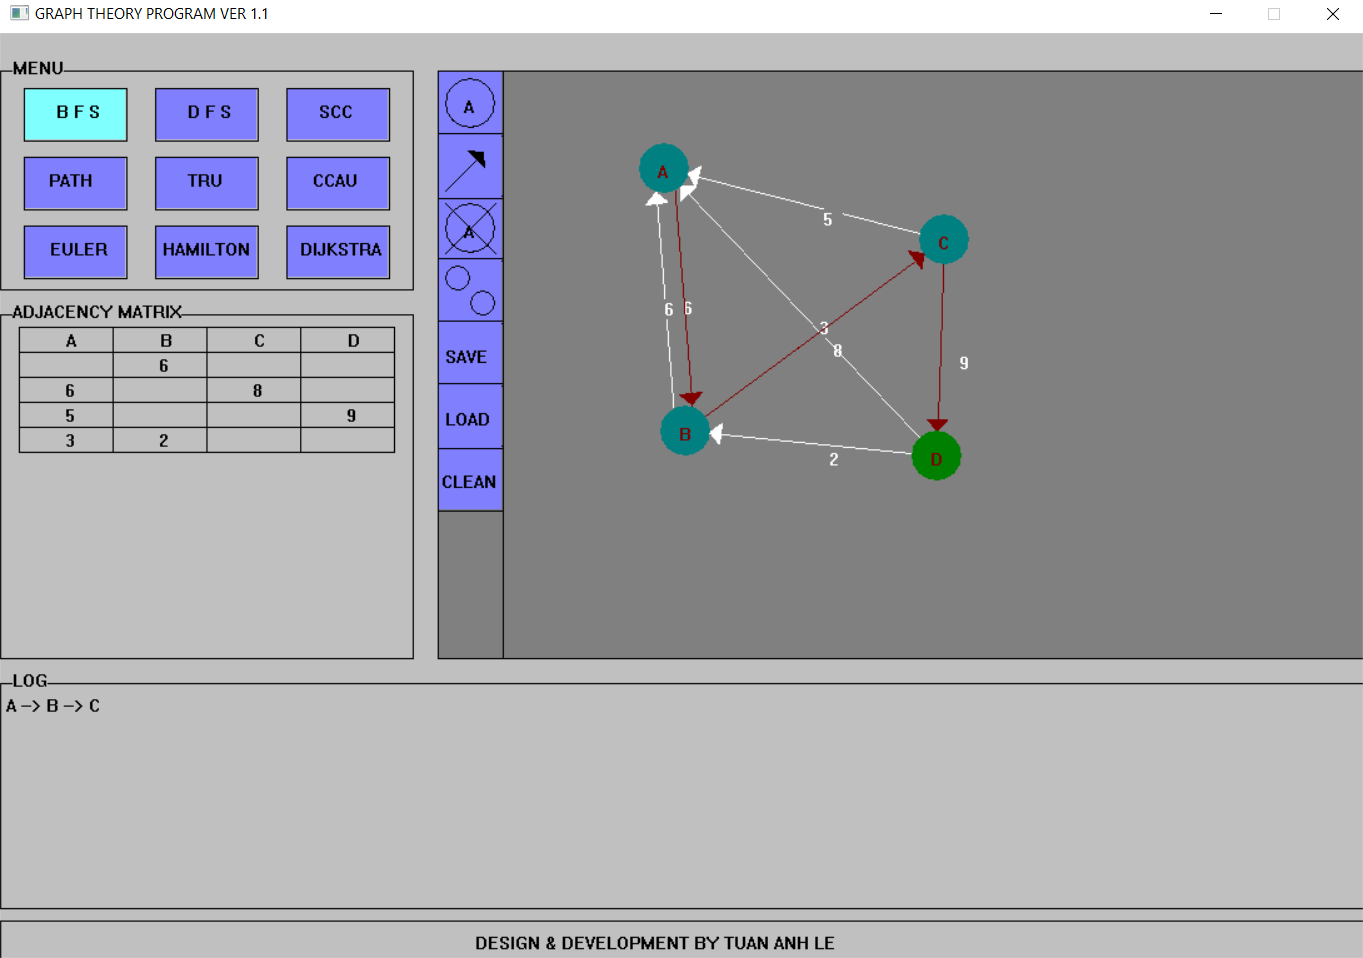 GRAPH THEORY PROGRAM VER 1.1
MENU
B F S
D F S
SCC
PATH
TRU
CCAU
EULER
HAMILTON
DIJKSTRA
ADJACENCY MATRIX
A B C D
6
6 8
5 9
3 2
A
A
SAVE
LOAD
CLEAN
A
5
C
6 6
3
8
9
B
D
2
LOG
A -> B -> C
DESIGN & DEVELOPMENT BY TUAN ANH LE